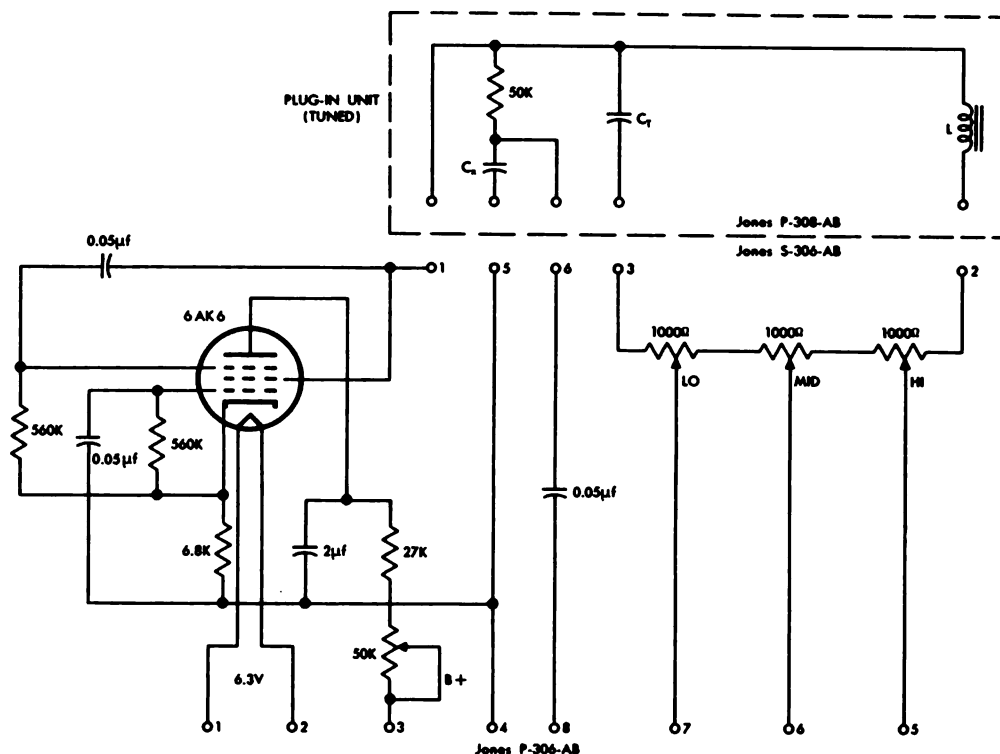 PLUG-IN UNIT
(TUNED)
50K
Cx
CT
L
Jones P-308-AB
Jones S-306-AB
0.05µf
1
5
6
3
2
6AK6
1000Ω
1000Ω
1000Ω
LO
MID
HI
560K
0.05µf
560K
0.05µf
6.8K
2µf
27K
50K
B+
6.3V
1
2
3
4
8
7
6
5
Jones P-306-AB